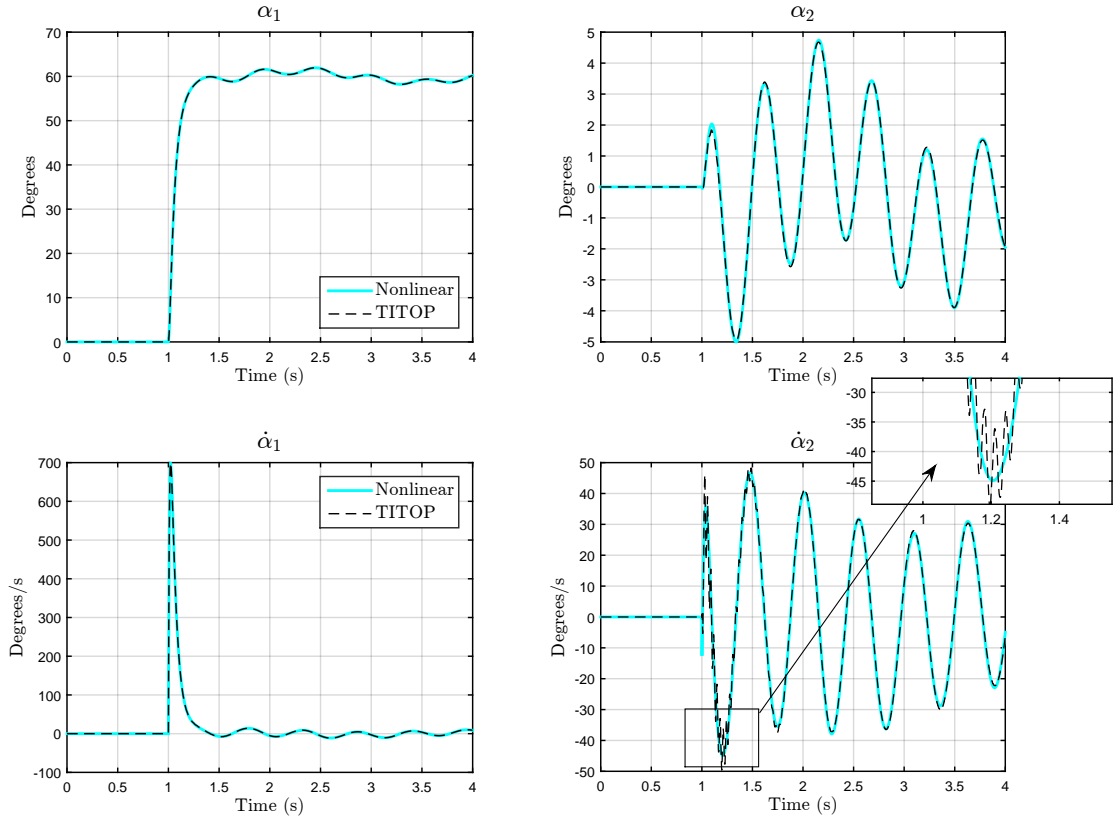 α₁
70
60
50
40
30
20
10
0
Degrees
0 0.5 1 1.5 2 2.5 3 3.5 4
Time (s)
Nonlinear
TITOP
α₂
5
4
3
2
1
0
-1
-2
-3
-4
-5
Degrees
0 0.5 1 1.5 2 2.5 3 3.5 4
Time (s)
-30
-35
-40
-45
1 1.2 1.4
α̇₁
700
600
500
400
300
200
100
0
-100
Degrees/s
0 0.5 1 1.5 2 2.5 3 3.5 4
Time (s)
Nonlinear
TITOP
α̇₂
50
40
30
20
10
0
-10
-20
-30
-40
-50
Degrees/s
0 0.5 1 1.5 2 2.5 3 3.5 4
Time (s)